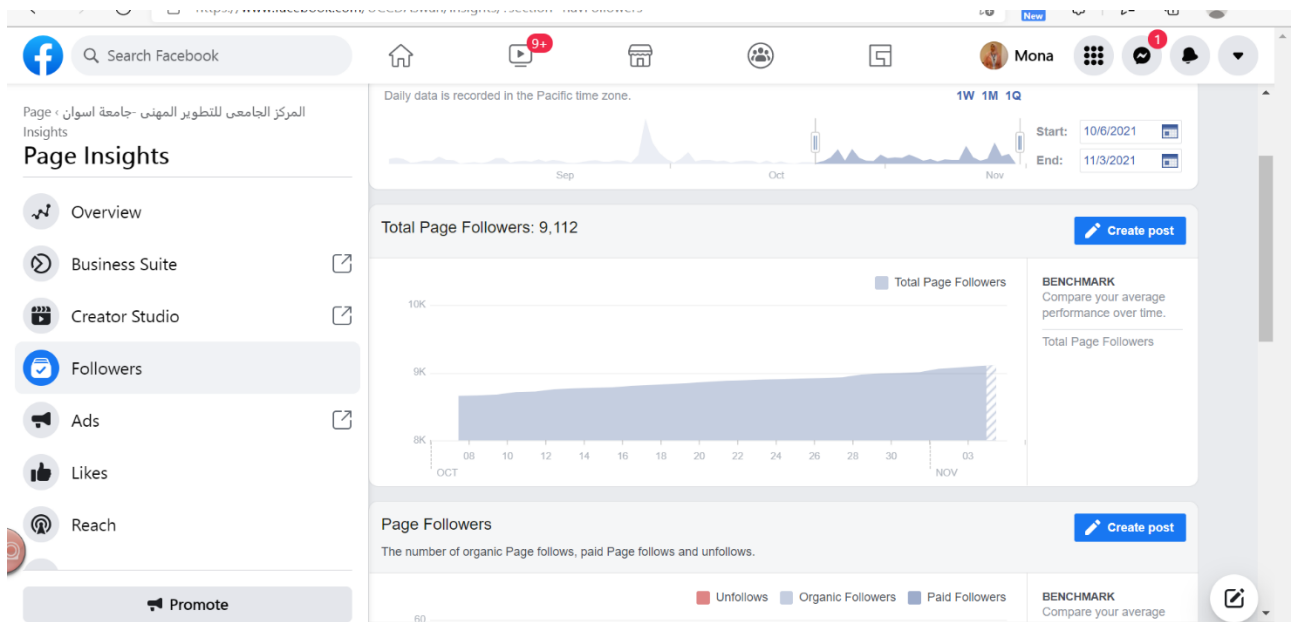 Search Facebook
9+
Mona
1
New
المركز الجامعى للتطوير المهنى -جامعة اسوان › Page
Insights
Page Insights
Overview
Business Suite
Creator Studio
Followers
Ads
Likes
Reach
Promote
Daily data is recorded in the Pacific time zone.
1W 1M 1Q
Start: 10/6/2021
End: 11/3/2021
Sep Oct Nov
Total Page Followers: 9,112
Create post
Total Page Followers
10K
9K
8K
08 10 12 14 16 18 20 22 24 26 28 30 03
OCT NOV
BENCHMARK
Compare your average
performance over time.
Total Page Followers
Page Followers
Create post
The number of organic Page follows, paid Page follows and unfollows.
Unfollows Organic Followers Paid Followers
60
BENCHMARK
Compare your average